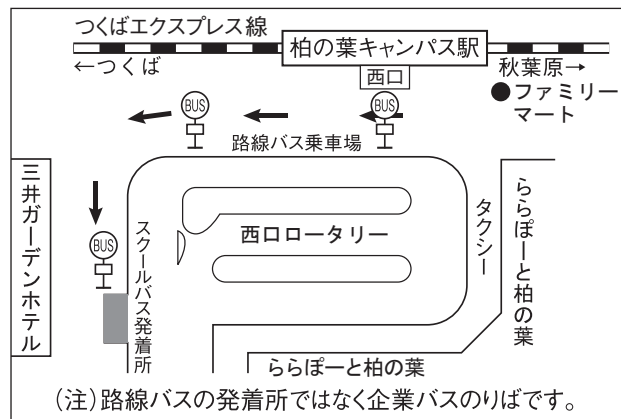 つくばエクスプレス線
柏の葉キャンパス駅
←つくば
秋葉原→
西口
●ファミリー
マート
BUS
BUS
路線バス乗車場
三井ガーデンホテル
BUS
スクールバス発着所
西口ロータリー
タクシー
ららぽーと柏の葉
ららぽーと柏の葉
(注)路線バスの発着所ではなく企業バスのりばです。